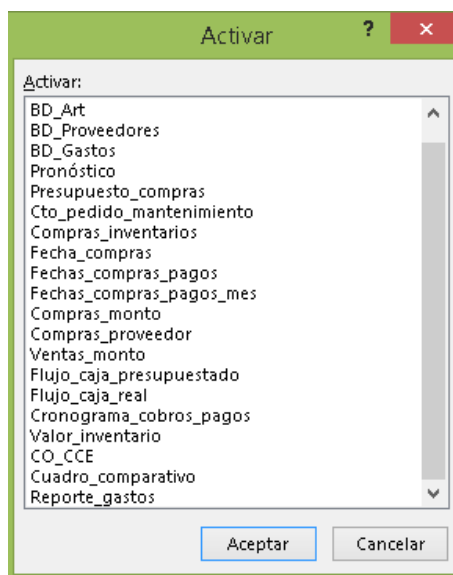 Activar
?
×
Activar:
BD_Art
BD_Proveedores
BD_Gastos
Pronóstico
Presupuesto_compras
Cto_pedido_mantenimiento
Compras_inventarios
Fecha_compras
Fechas_compras_pagos
Fechas_compras_pagos_mes
Compras_monto
Compras_proveedor
Ventas_monto
Flujo_caja_presupuestado
Flujo_caja_real
Cronograma_cobros_pagos
Valor_inventario
CO_CCE
Cuadro_comparativo
Reporte_gastos
Aceptar
Cancelar